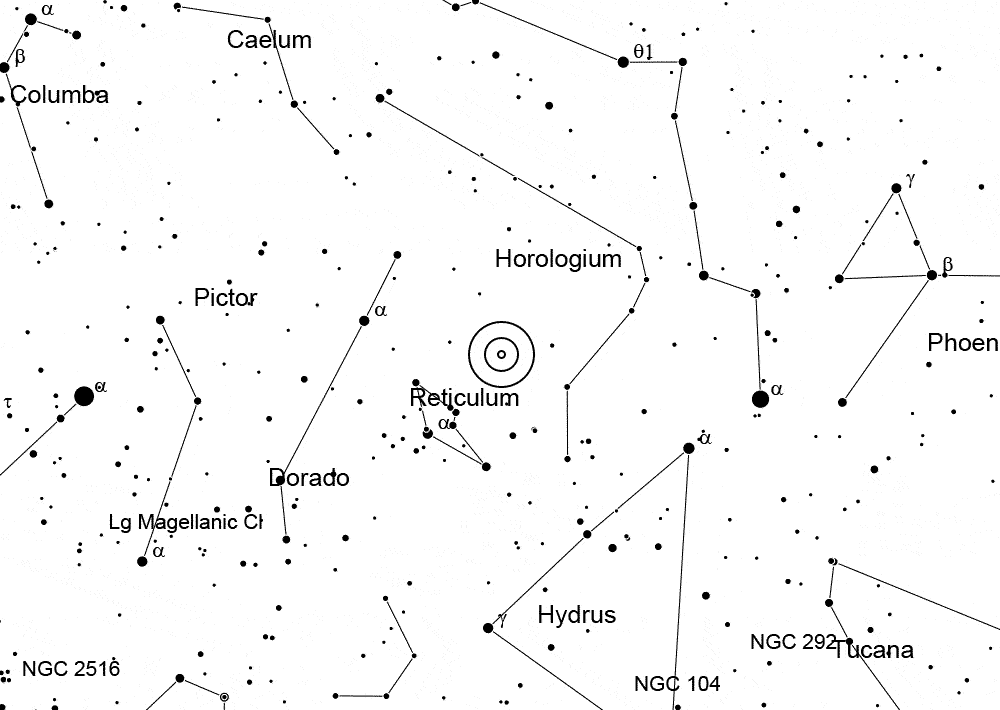 α
β
Columba
Caelum
θ1
γ
β
Horologium
Pictor
α
Phoen
α
τ
Reticulum
α
α
α
Dorado
Lg Magellanic Cl
α
γ
Hydrus
NGC 292
Tucana
NGC 2516
NGC 104